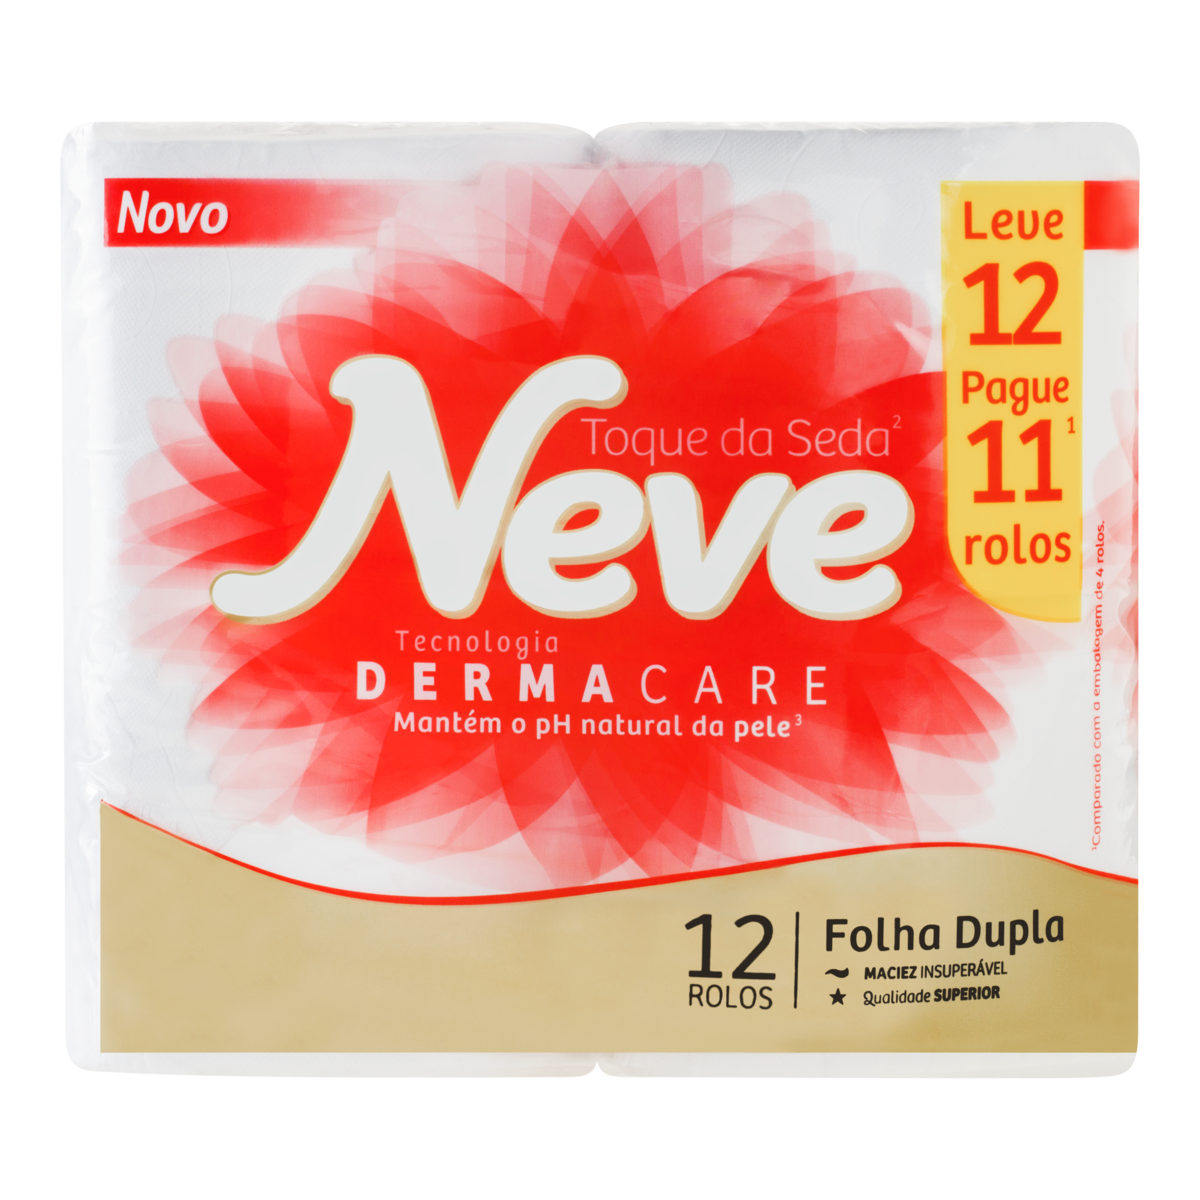 Novo
Leve
12
Pague
11¹
rolos
Toque da Seda²
Neve
Tecnologia
DERMACARE
Mantém o pH natural da pele³
¹Comparado com a embalagem de 4 rolos.
12
ROLOS
Folha Dupla
MACIEZ INSUPERÁVEL
Qualidade SUPERIOR